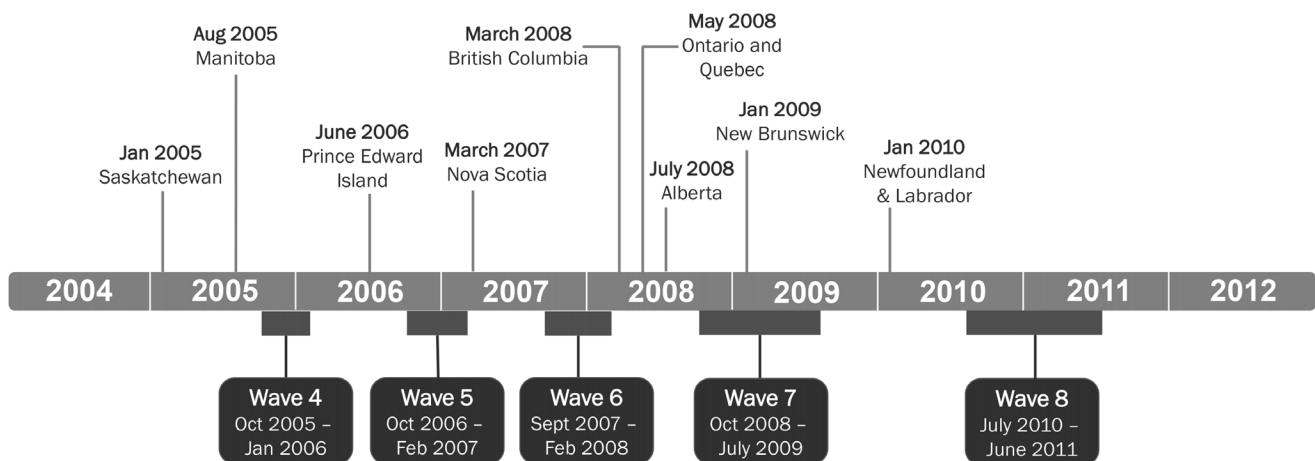 Aug 2005
Manitoba
March 2008
British Columbia
May 2008
Ontario and
Quebec
Jan 2005
Saskatchewan
June 2006
Prince Edward
Island
March 2007
Nova Scotia
July 2008
Alberta
Jan 2009
New Brunswick
Jan 2010
Newfoundland
& Labrador
2004 2005 2006 2007 2008 2009 2010 2011 2012
Wave 4
Oct 2005 –
Jan 2006
Wave 5
Oct 2006 –
Feb 2007
Wave 6
Sept 2007 –
Feb 2008
Wave 7
Oct 2008 –
July 2009
Wave 8
July 2010 –
June 2011